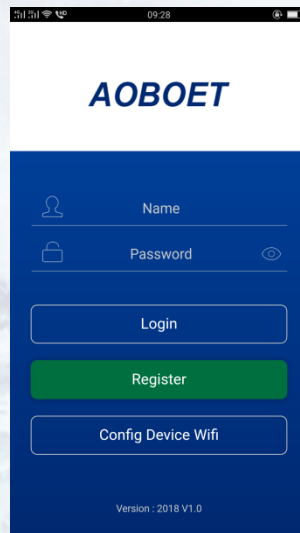 09:28
AOBOET
Name
Password
Login
Register
Config Device Wifi
Version : 2018 V1.0